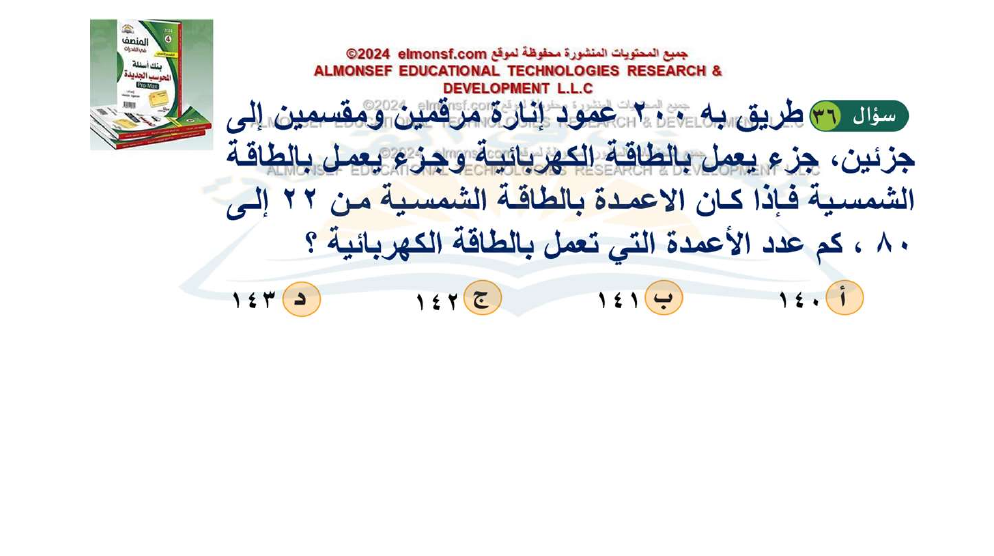 جميع المحتويات المنشورة محفوظة لموقع elmonsf.com ©2024
ALMONSEF EDUCATIONAL TECHNOLOGIES RESEARCH &
DEVELOPMENT L.L.C
سؤال ٣٦ طريق به ٢٠٠ عمود إنارة مرقمين ومقسمين إلى
جزئين، جزء يعمل بالطاقة الكهربائية وجزء يعمل بالطاقة
الشمسية فإذا كان الاعمدة بالطاقة الشمسية من ٢٢ إلى
٨٠ ، كم عدد الأعمدة التي تعمل بالطاقة الكهربائية ؟
أ ١٤٠
ب ١٤١
ج ١٤٢
د ١٤٣
المنصف
في القدرات
بنك أسئلة
المحوسب الجديدة